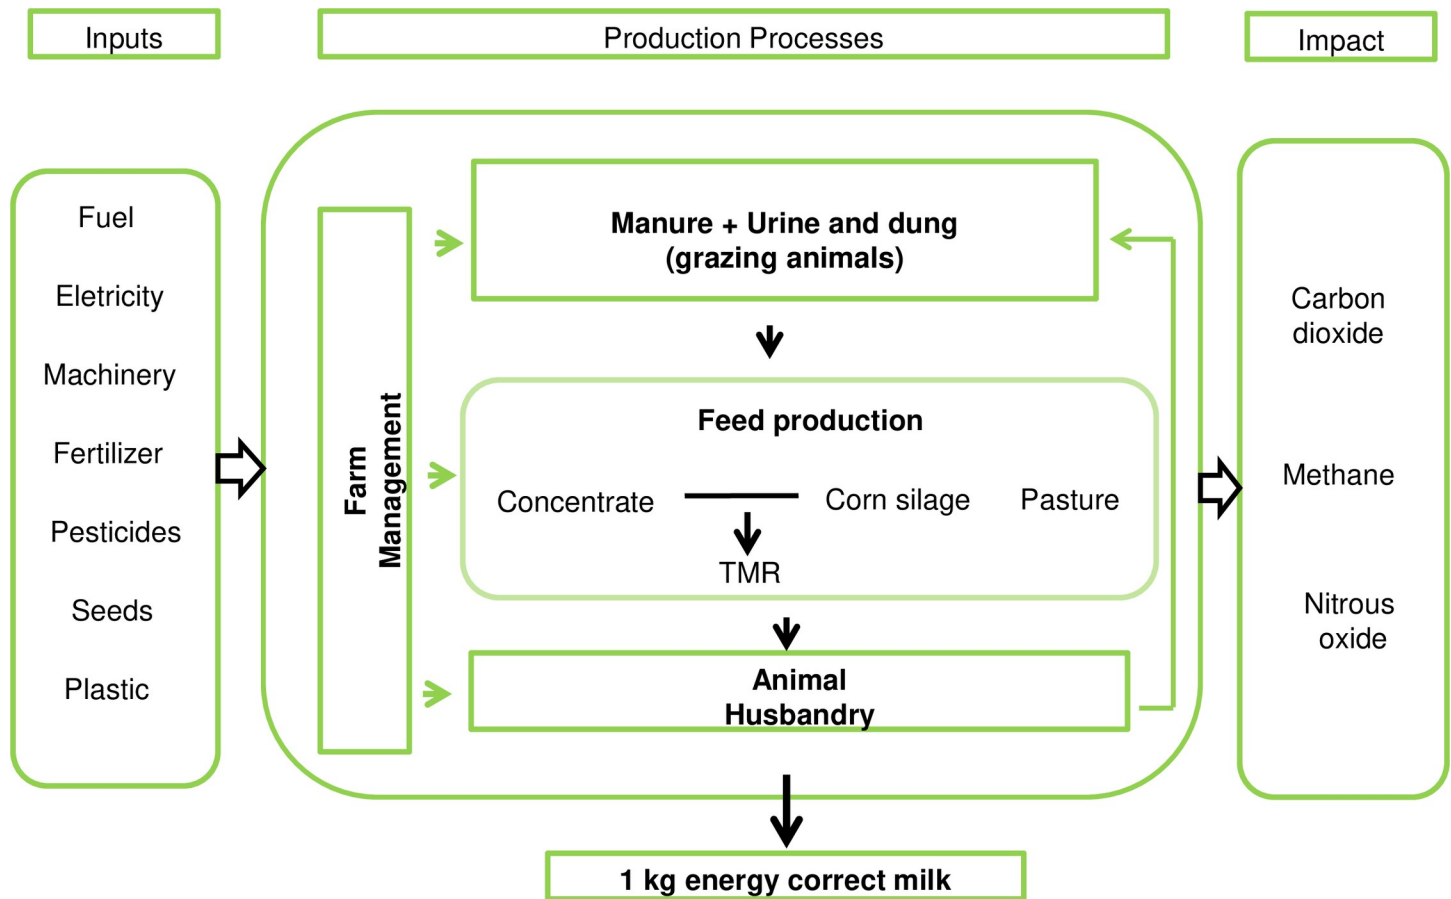 Inputs
Production Processes
Impact
Fuel
Eletricity
Machinery
Fertilizer
Pesticides
Seeds
Plastic
Farm
Management
Manure + Urine and dung
(grazing animals)
Feed production
Concentrate
Corn silage
Pasture
TMR
Animal
Husbandry
1 kg energy correct milk
Carbon
dioxide
Methane
Nitrous
oxide